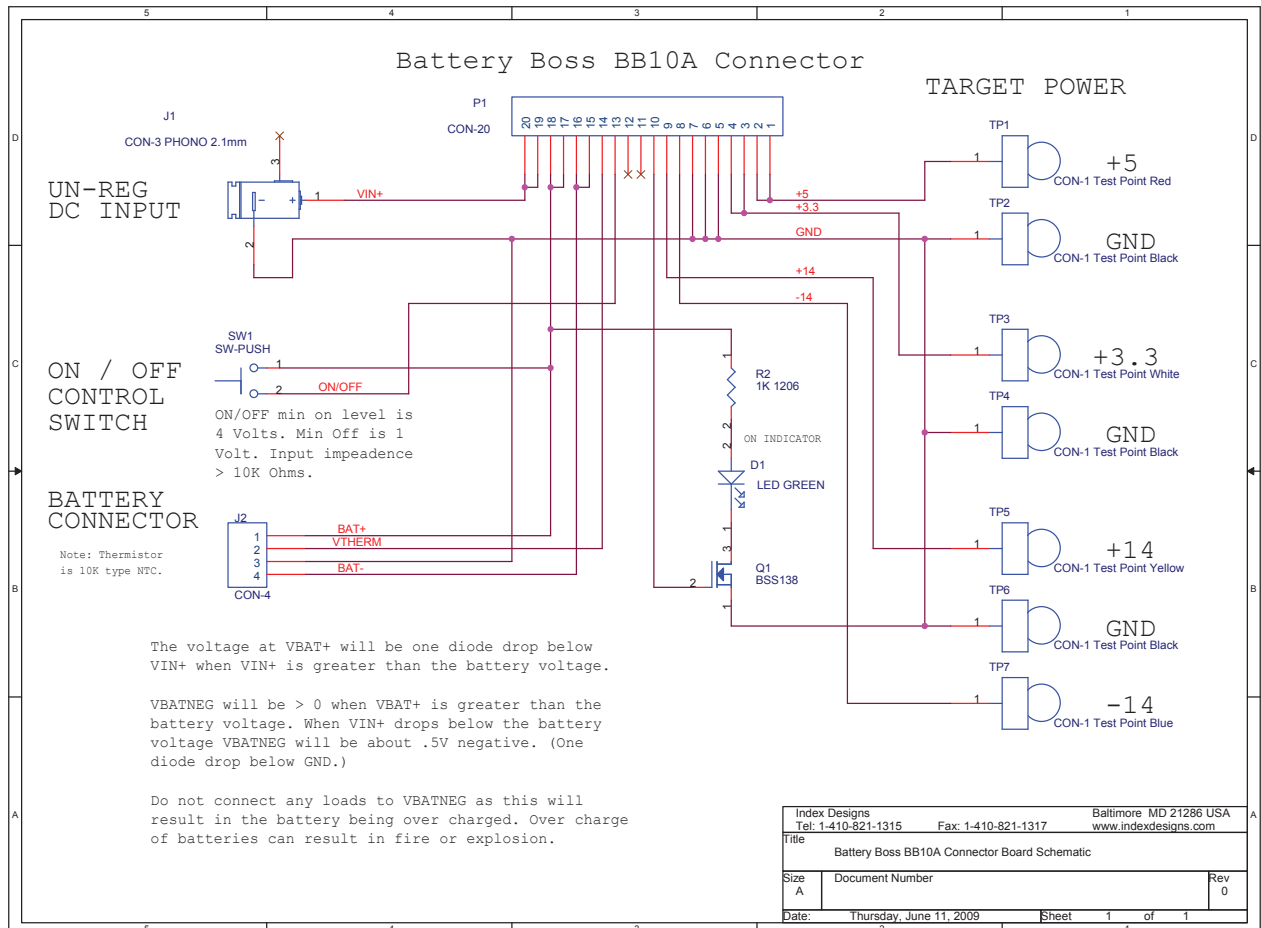 5
4
3
2
1
Battery Boss BB10A Connector
TARGET POWER
D
D
J1
CON-3 PHONO 2.1mm
P1
CON-20
20
19
18
17
16
15
14
13
12
11
10
9
8
7
6
5
4
3
2
1
3
1
2
VIN+
UN-REG
DC INPUT
+5
+3.3
GND
+14
-14
TP1
1
+5
CON-1 Test Point Red
TP2
1
GND
CON-1 Test Point Black
TP3
1
+3.3
CON-1 Test Point White
TP4
1
GND
CON-1 Test Point Black
TP5
1
+14
CON-1 Test Point Yellow
TP6
1
GND
CON-1 Test Point Black
TP7
1
-14
CON-1 Test Point Blue
C
C
SW1
SW-PUSH
1
2
ON/OFF
ON / OFF
CONTROL
SWITCH
ON/OFF min on level is
4 Volts. Min Off is 1
Volt. Input impeadence
> 10K Ohms.
1
R2
1K 1206
2
2
ON INDICATOR
D1
LED GREEN
1
3
Q1
BSS138
2
1
BATTERY
CONNECTOR
Note: Thermistor
is 10K type NTC.
J2
1
2
3
4
CON-4
BAT+
VTHERM
BAT-
B
B
The voltage at VBAT+ will be one diode drop below
VIN+ when VIN+ is greater than the battery voltage.
VBATNEG will be > 0 when VBAT+ is greater than the
battery voltage. When VIN+ drops below the battery
voltage VBATNEG will be about .5V negative. (One
diode drop below GND.)
Do not connect any loads to VBATNEG as this will
result in the battery being over charged. Over charge
of batteries can result in fire or explosion.
A
A
Index Designs Baltimore MD 21286 USA
Tel: 1-410-821-1315 Fax: 1-410-821-1317 www.indexdesigns.com
Title
Battery Boss BB10A Connector Board Schematic
Size Document Number Rev
A 0
Date: Thursday, June 11, 2009 Sheet 1 of 1
5
4
3
2
1